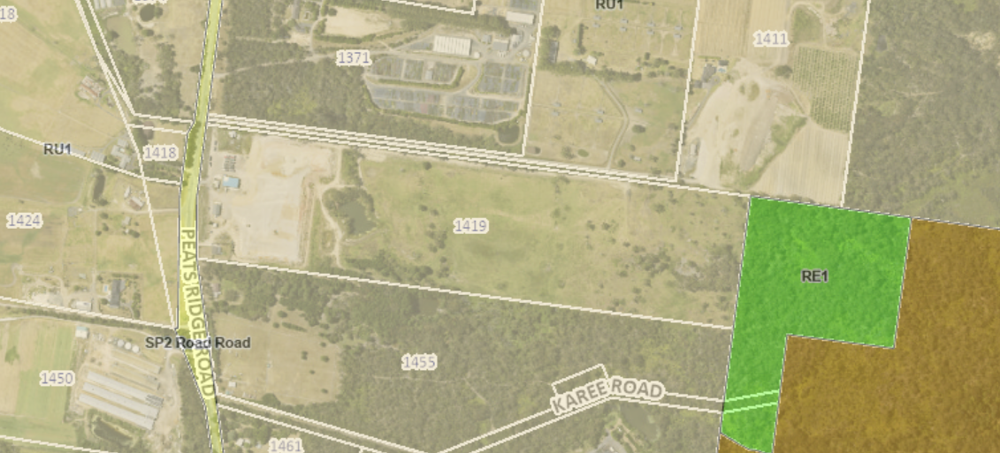 18
RU1
1411
1371
RU1
1418
1424
1419
PEATS RIDGE ROAD
RE1
SP2 Road Road
1455
1450
KAREE ROAD
1461